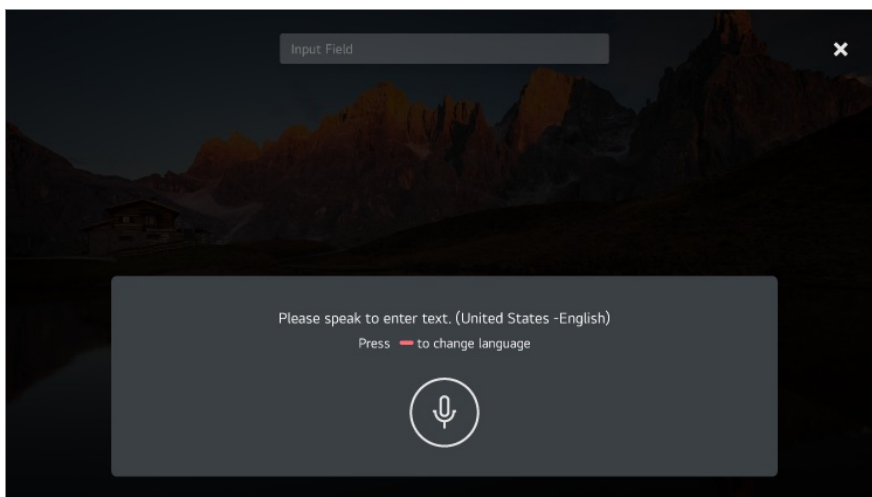 Input Field
Please speak to enter text. (United States -English)
Press to change language